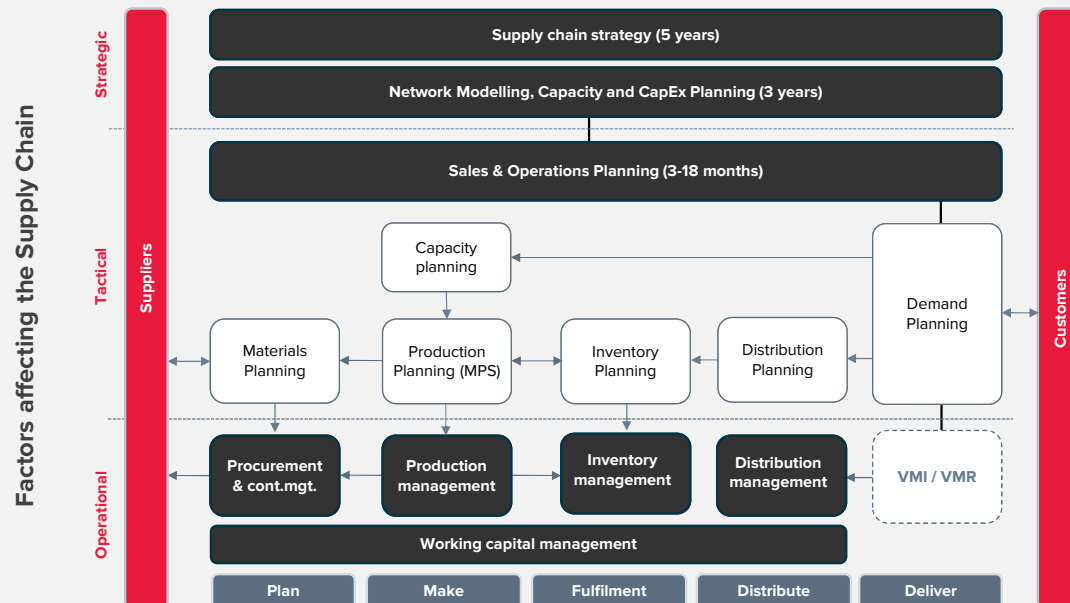 Factors affecting the Supply Chain
Strategic
Tactical
Operational
Suppliers
Customers
Supply chain strategy (5 years)
Network Modelling, Capacity and CapEx Planning (3 years)
Sales & Operations Planning (3-18 months)
Capacity
planning
Demand
Planning
Materials
Planning
Production
Planning (MPS)
Inventory
Planning
Distribution
Planning
Procurement
& cont.mgt.
Production
management
Inventory
management
Distribution
management
VMI / VMR
Working capital management
Plan
Make
Fulfilment
Distribute
Deliver